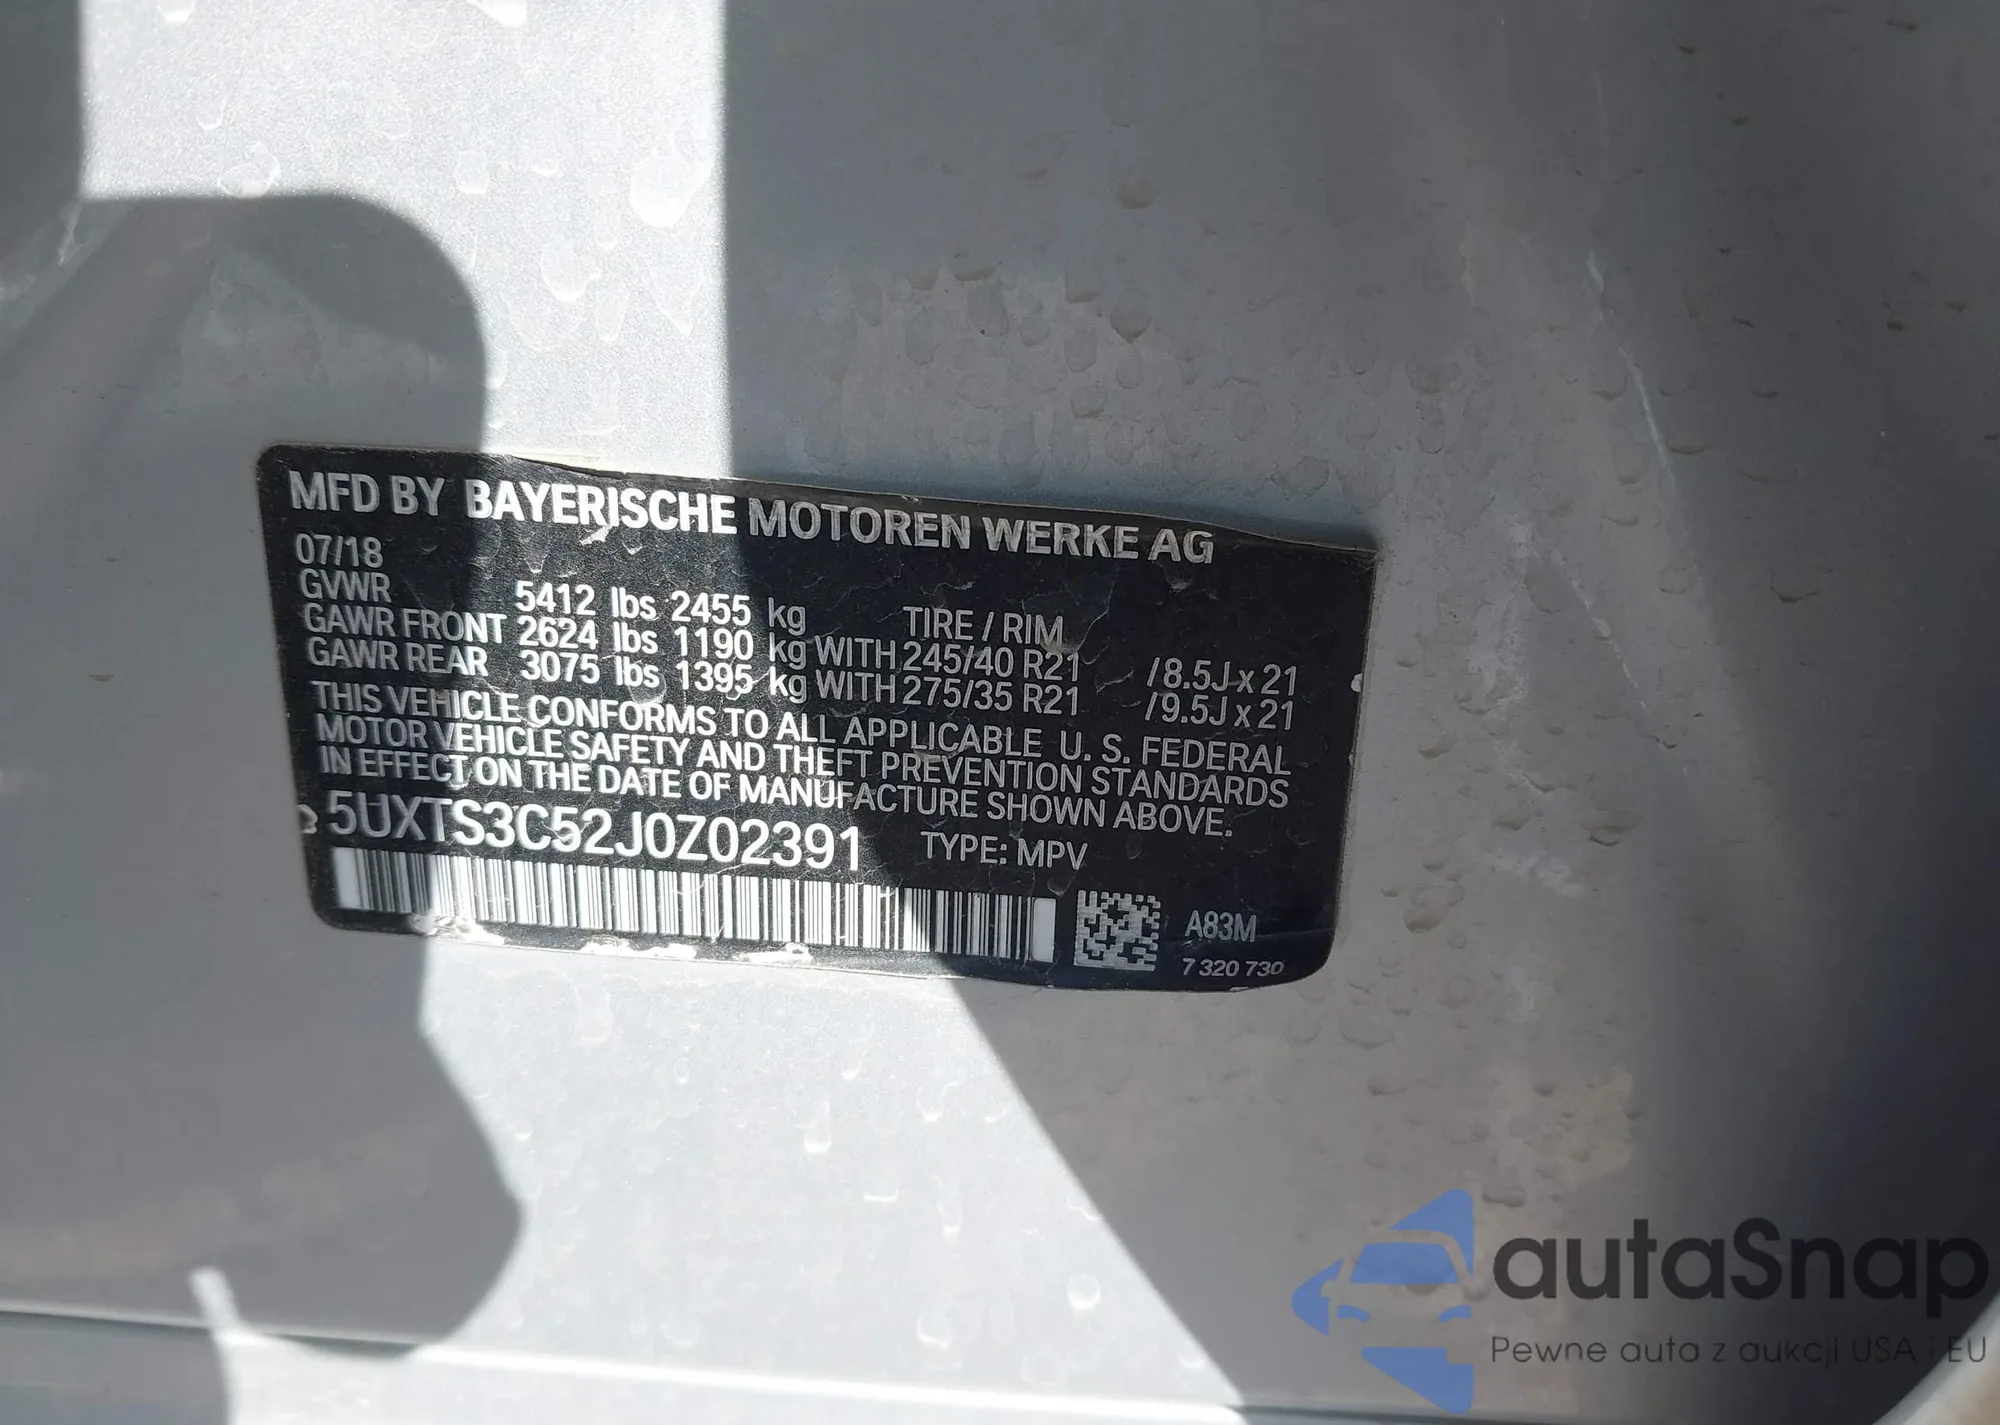 MFD BY BAYERISCHE MOTOREN WERKE AG
07/18
GVWR 5412 lbs 2455 kg TIRE / RIM
GAWR FRONT 2624 lbs 1190 kg WITH 245/40 R21 /8.5J x 21
GAWR REAR 3075 lbs 1395 kg WITH 275/35 R21 /9.5J x 21
THIS VEHICLE CONFORMS TO ALL APPLICABLE U. S. FEDERAL
MOTOR VEHICLE SAFETY AND THEFT PREVENTION STANDARDS
IN EFFECT ON THE DATE OF MANUFACTURE SHOWN ABOVE.
5UXTS3C52J0Z02391 TYPE: MPV
A83M
7 320 730
autaSnap
Pewne auta z aukcji USA i EU